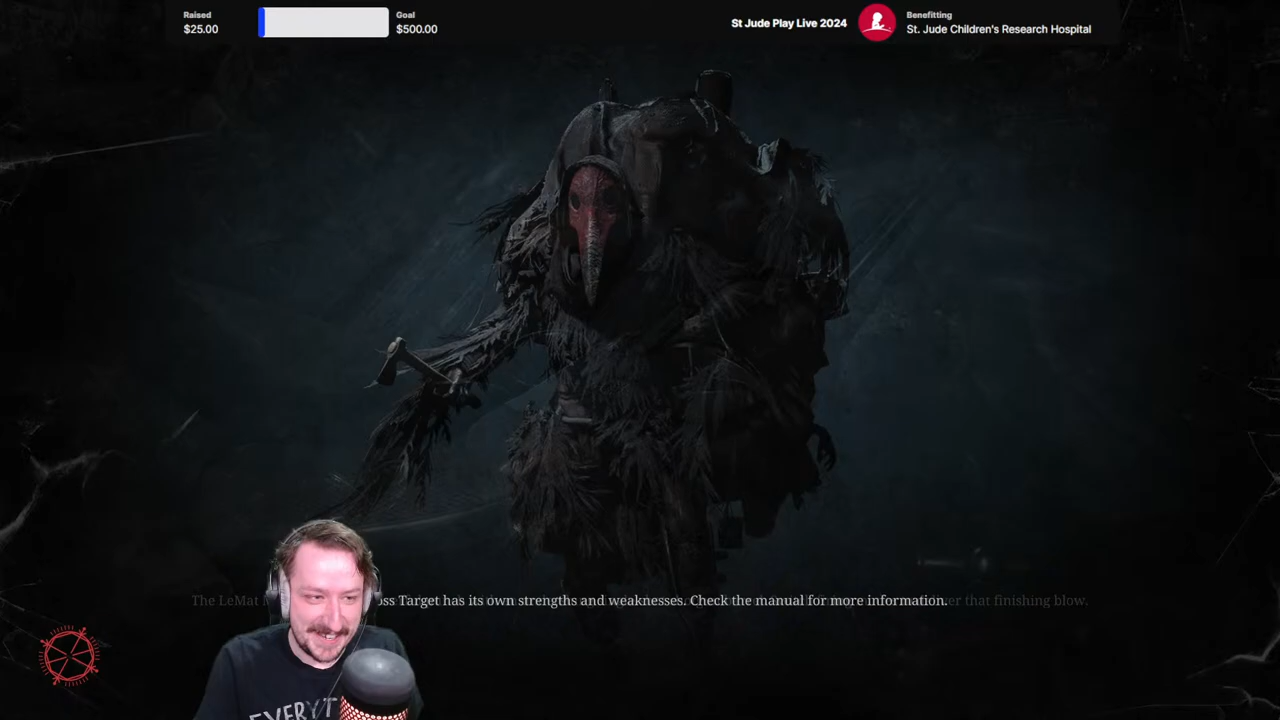 Raised
$25.00
Goal
$500.00
St Jude Play Live 2024
Benefitting
St. Jude Children's Research Hospital
The LeMat oss Target has its own strengths and weaknesses. Check the manual for more information. er that finishing blow.
EVERYT